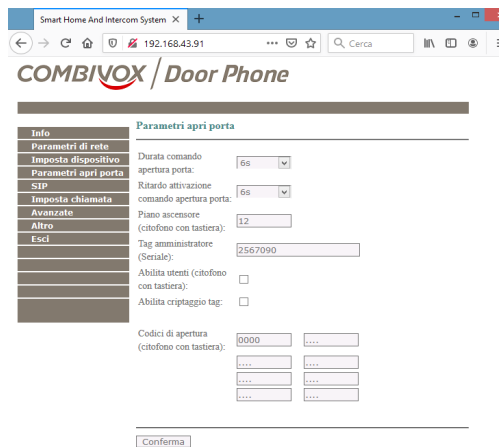 Smart Home And Intercom System
192.168.43.91
Cerca
COMBIVOX / Door Phone
Info
Parametri di rete
Imposta dispositivo
Parametri apri porta
SIP
Imposta chiamata
Avanzate
Altro
Esci
Parametri apri porta
Durata comando
apertura porta:
6s
Ritardo attivazione
comando apertura porta:
6s
Piano ascensore
(citofono con tastiera):
12
Tag amministratore
(Seriale):
2567090
Abilita utenti (citofono
con tastiera):
Abilita criptaggio tag:
Codici di apertura
(citofono con tastiera):
0000 ....
.... ....
.... ....
.... ....
Conferma